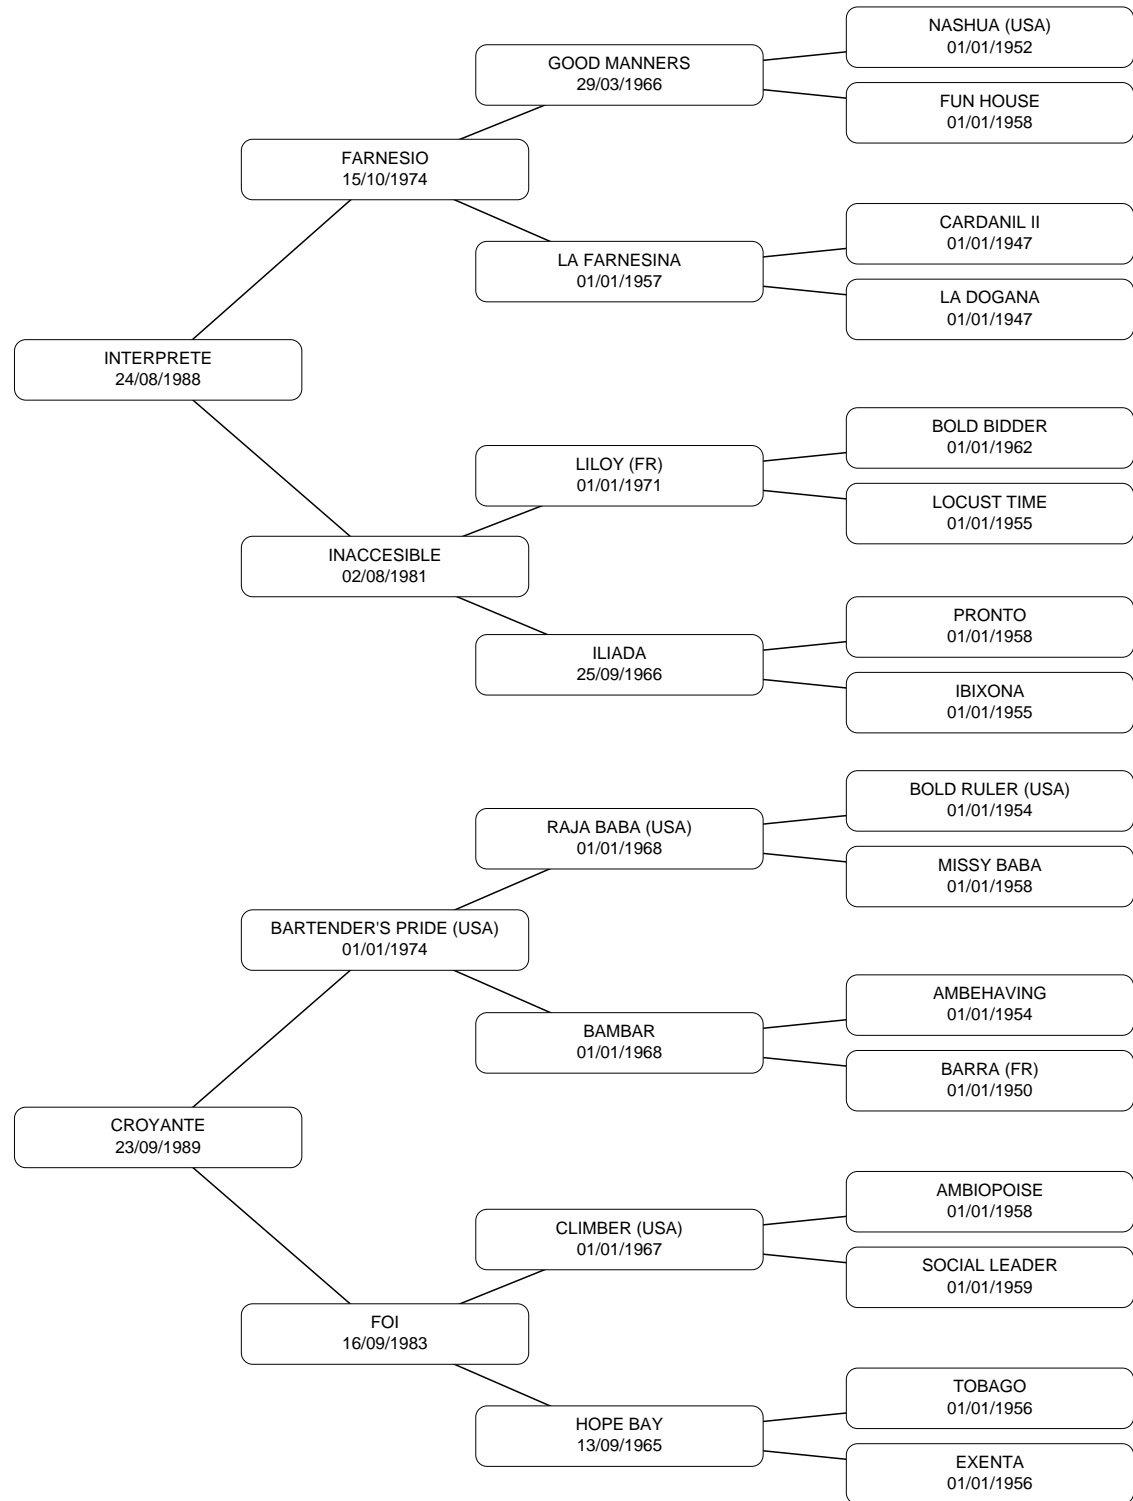 NASHUA (USA)
01/01/1952
GOOD MANNERS
29/03/1966
FUN HOUSE
01/01/1958
FARNESIO
15/10/1974
CARDANIL II
01/01/1947
LA FARNESINA
01/01/1957
LA DOGANA
01/01/1947
INTERPRETE
24/08/1988
BOLD BIDDER
01/01/1962
LILOY (FR)
01/01/1971
LOCUST TIME
01/01/1955
INACCESIBLE
02/08/1981
PRONTO
01/01/1958
ILIADA
25/09/1966
IBIXONA
01/01/1955
BOLD RULER (USA)
01/01/1954
RAJA BABA (USA)
01/01/1968
MISSY BABA
01/01/1958
BARTENDER'S PRIDE (USA)
01/01/1974
AMBEHAVING
01/01/1954
BAMBAR
01/01/1968
BARRA (FR)
01/01/1950
CROYANTE
23/09/1989
AMBIOPOISE
01/01/1958
CLIMBER (USA)
01/01/1967
SOCIAL LEADER
01/01/1959
FOI
16/09/1983
TOBAGO
01/01/1956
HOPE BAY
13/09/1965
EXENTA
01/01/1956